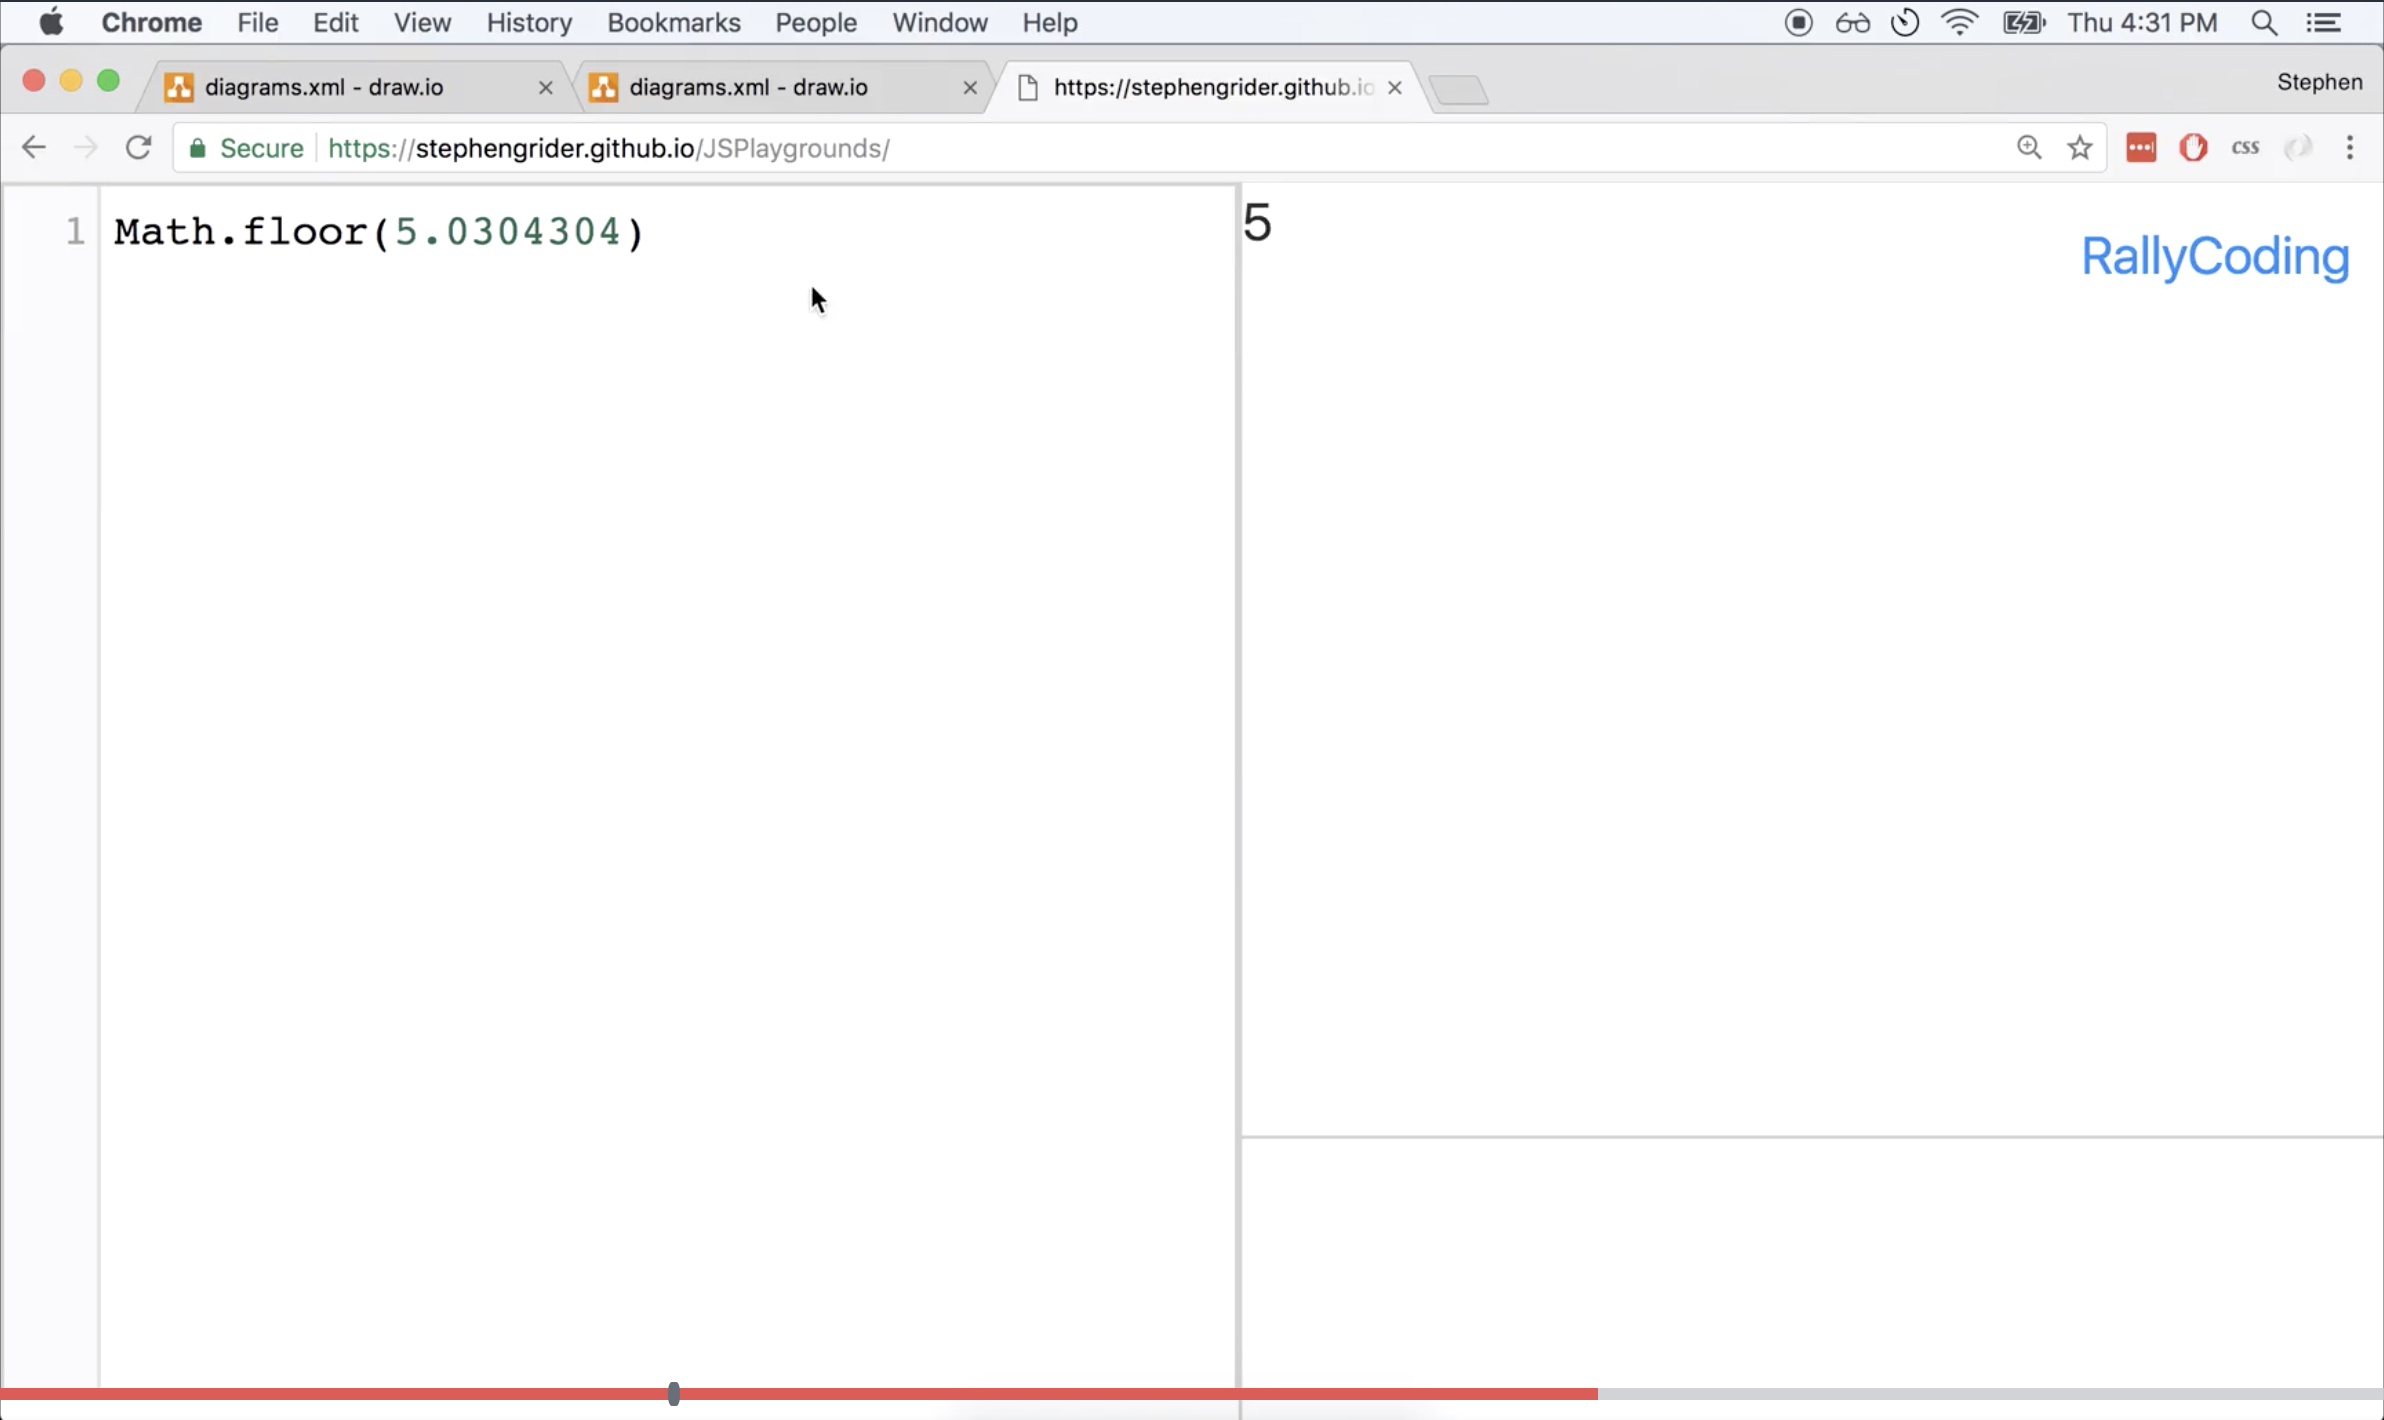 Chrome File Edit View History Bookmarks People Window Help Thu 4:31 PM
diagrams.xml - draw.io diagrams.xml - draw.io https://stephengrider.github.io Stephen
Secure https://stephengrider.github.io/JSPlaygrounds/ css
1 Math.floor(5.0304304)
5
RallyCoding